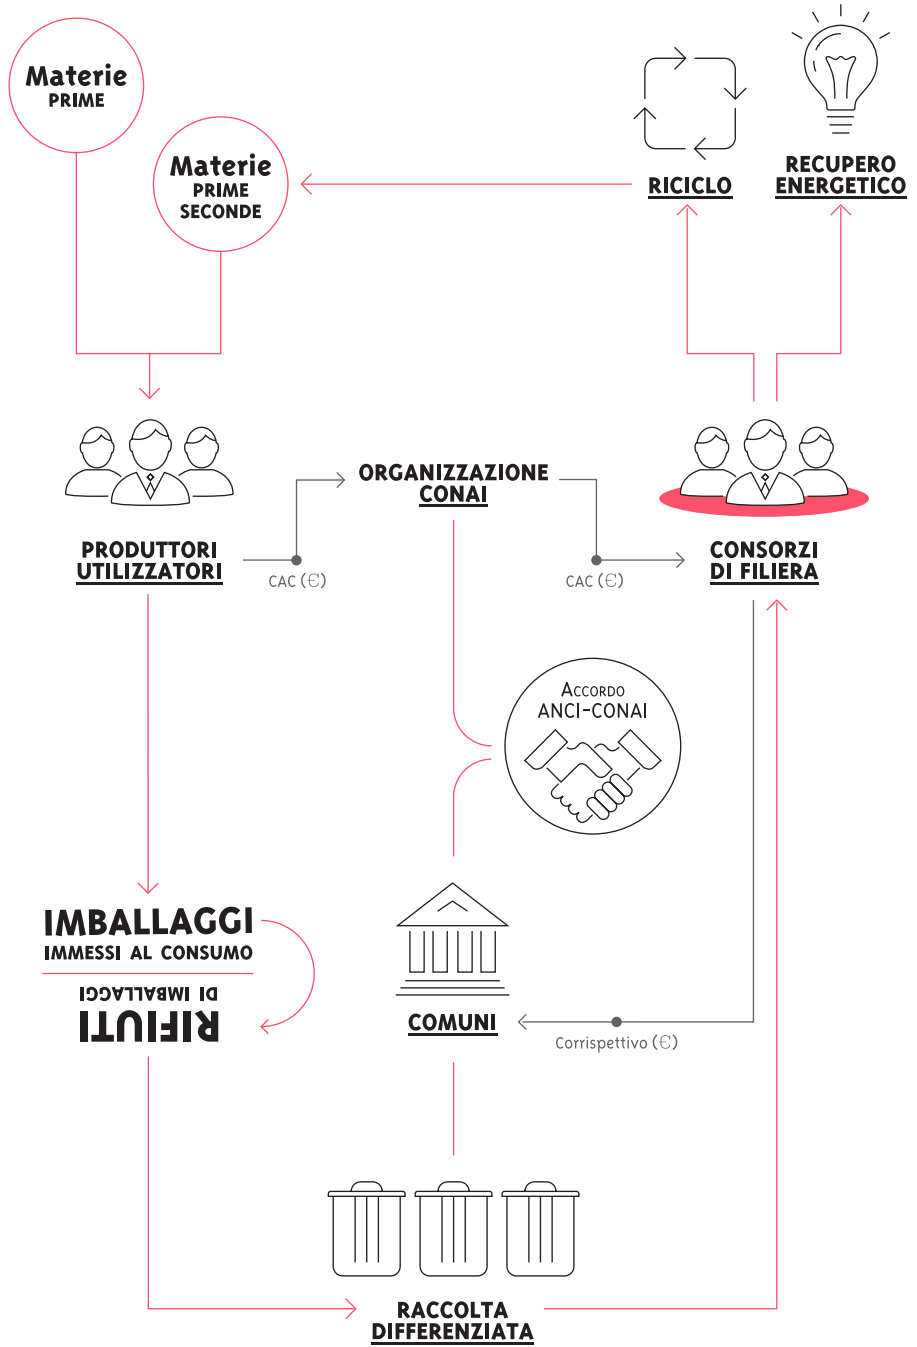 Materie
PRIME
Materie
PRIME
SECONDE
RICICLO
RECUPERO
ENERGETICO
PRODUTTORI
UTILIZZATORI
CAC (€)
ORGANIZZAZIONE
CONAI
CAC (€)
CONSORZI
DI FILIERA
Accordo
ANCI-CONAI
IMBALLAGGI
IMMESSI AL CONSUMO
RIFIUTI
DI IMBALLAGGI
COMUNI
Corrispettivo (€)
RACCOLTA
DIFFERENZIATA